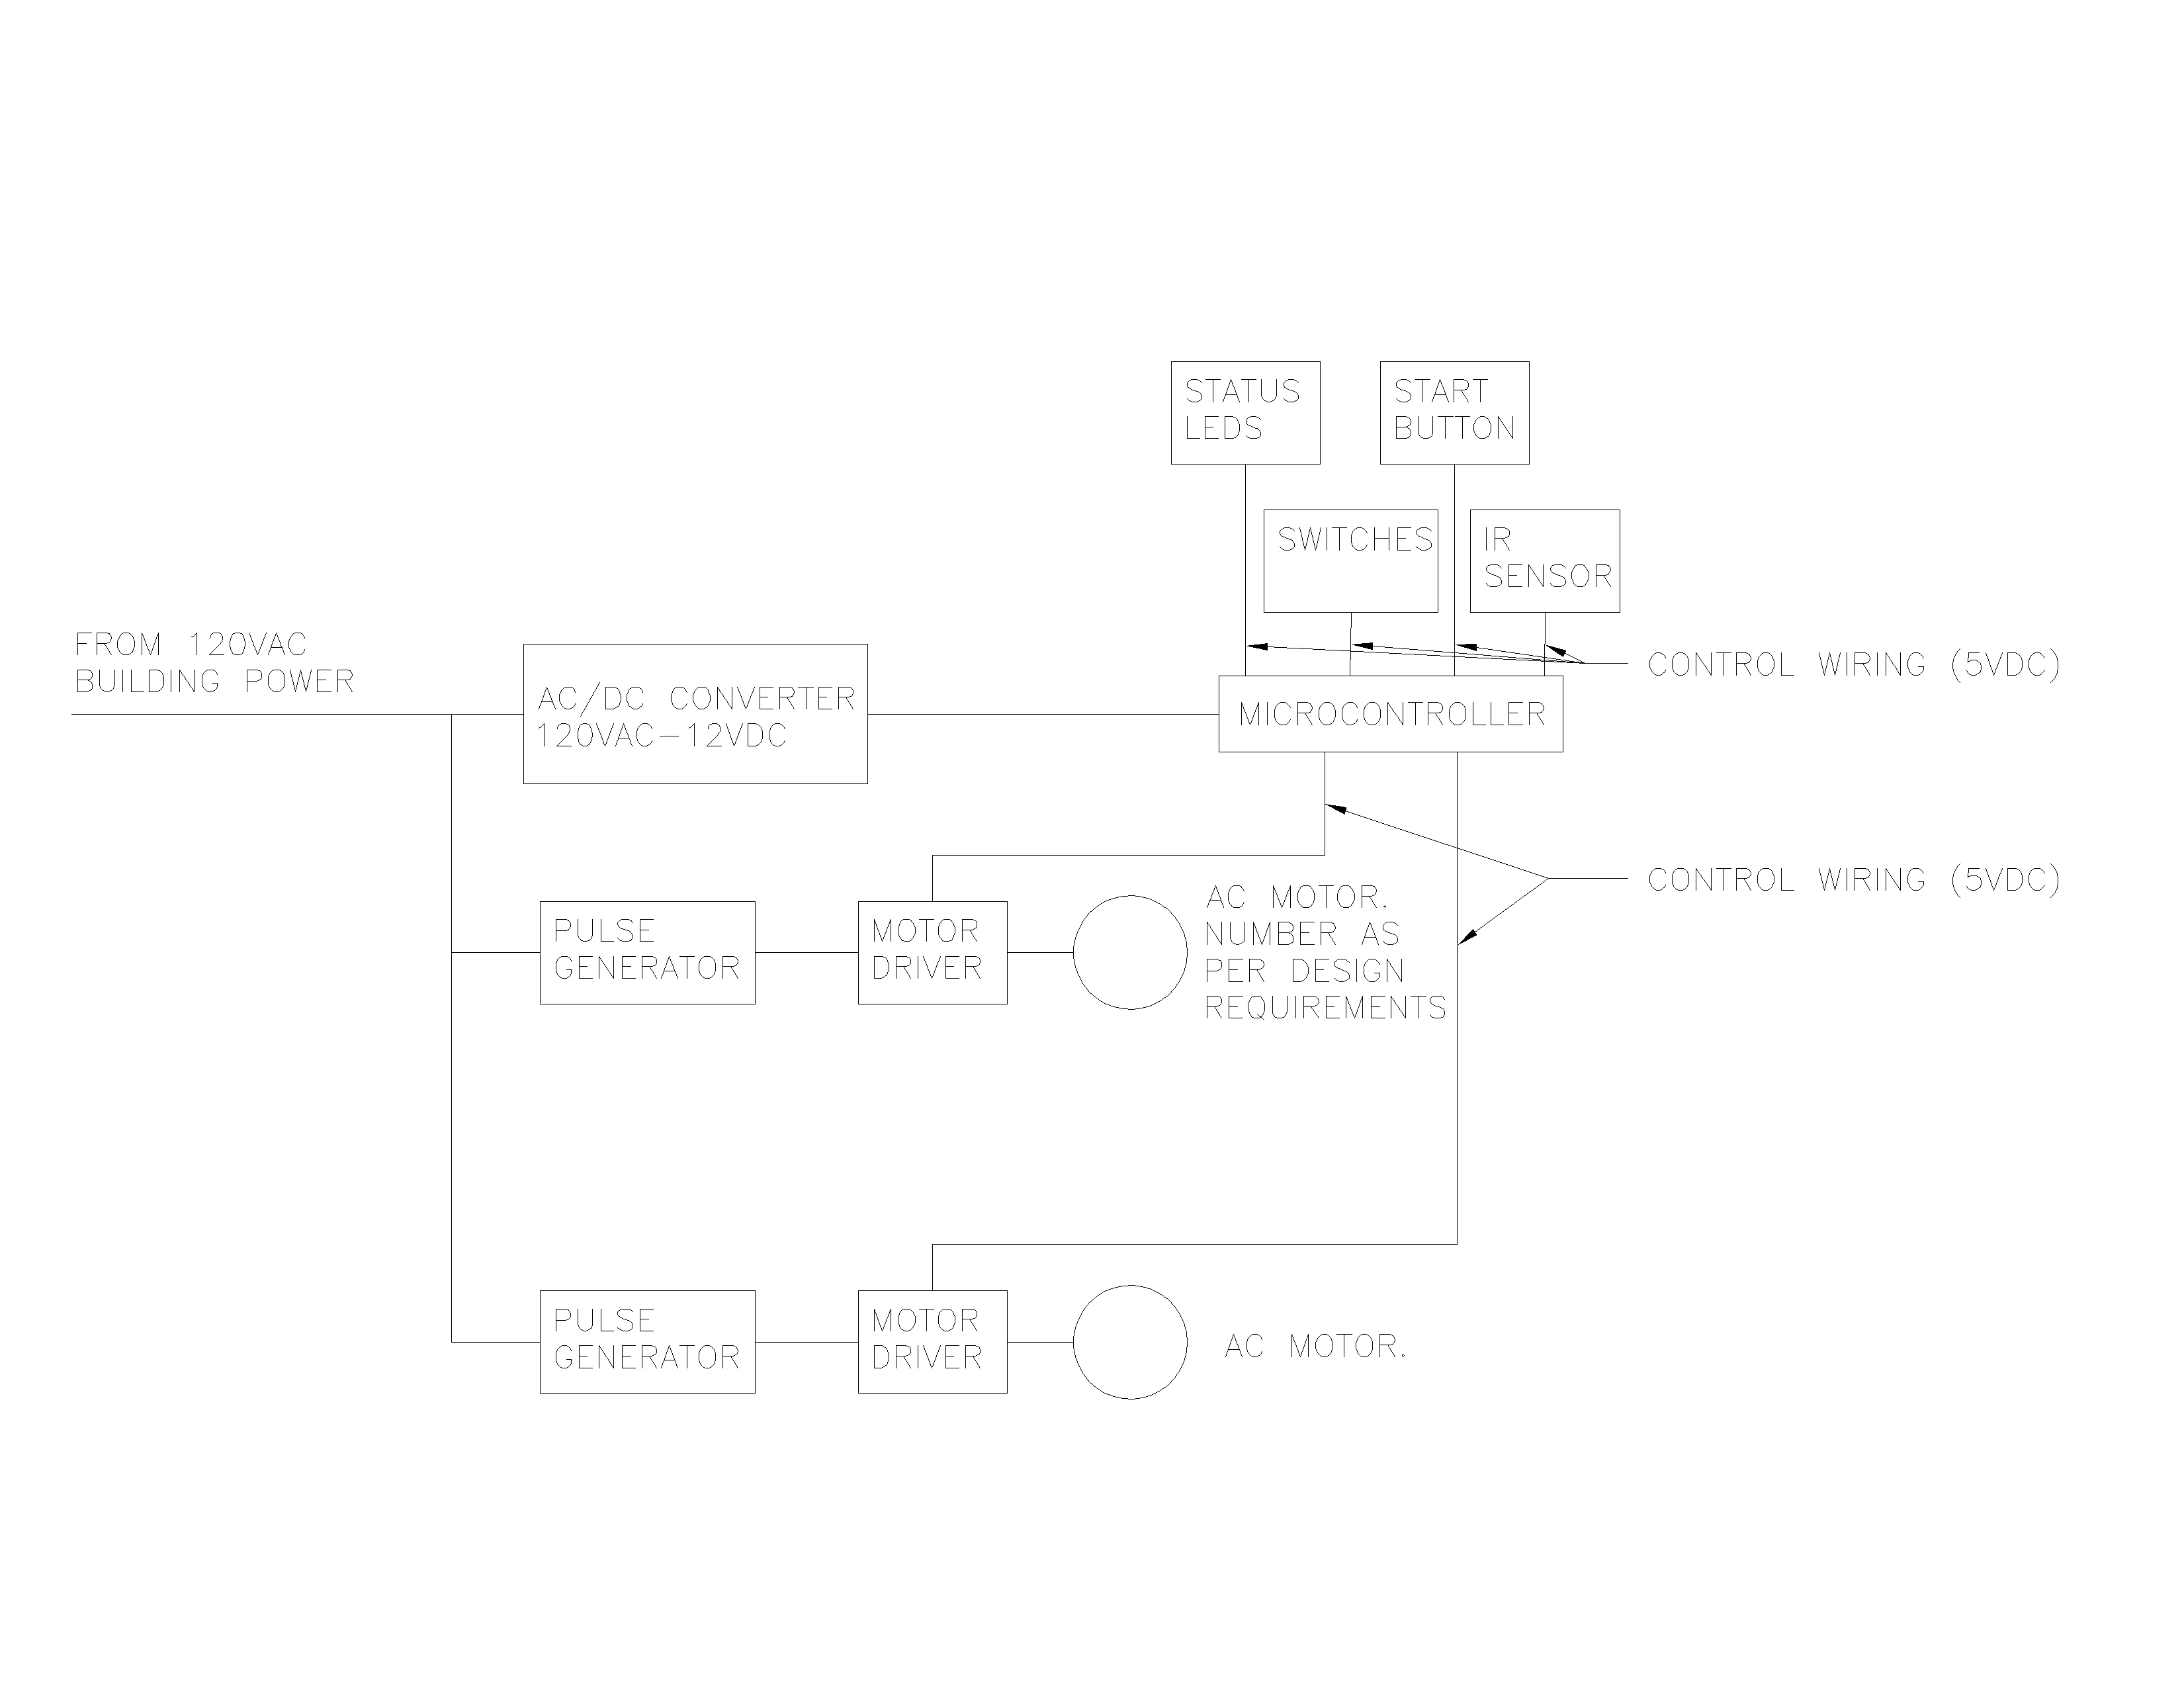 STATUS
LEDS
START
BUTTON
SWITCHES
IR
SENSOR
FROM 120VAC
BUILDING POWER
AC/DC CONVERTER
120VAC-12VDC
MICROCONTROLLER
CONTROL WIRING (5VDC)
CONTROL WIRING (5VDC)
PULSE
GENERATOR
MOTOR
DRIVER
AC MOTOR.
NUMBER AS
PER DESIGN
REQUIREMENTS
PULSE
GENERATOR
MOTOR
DRIVER
AC MOTOR.